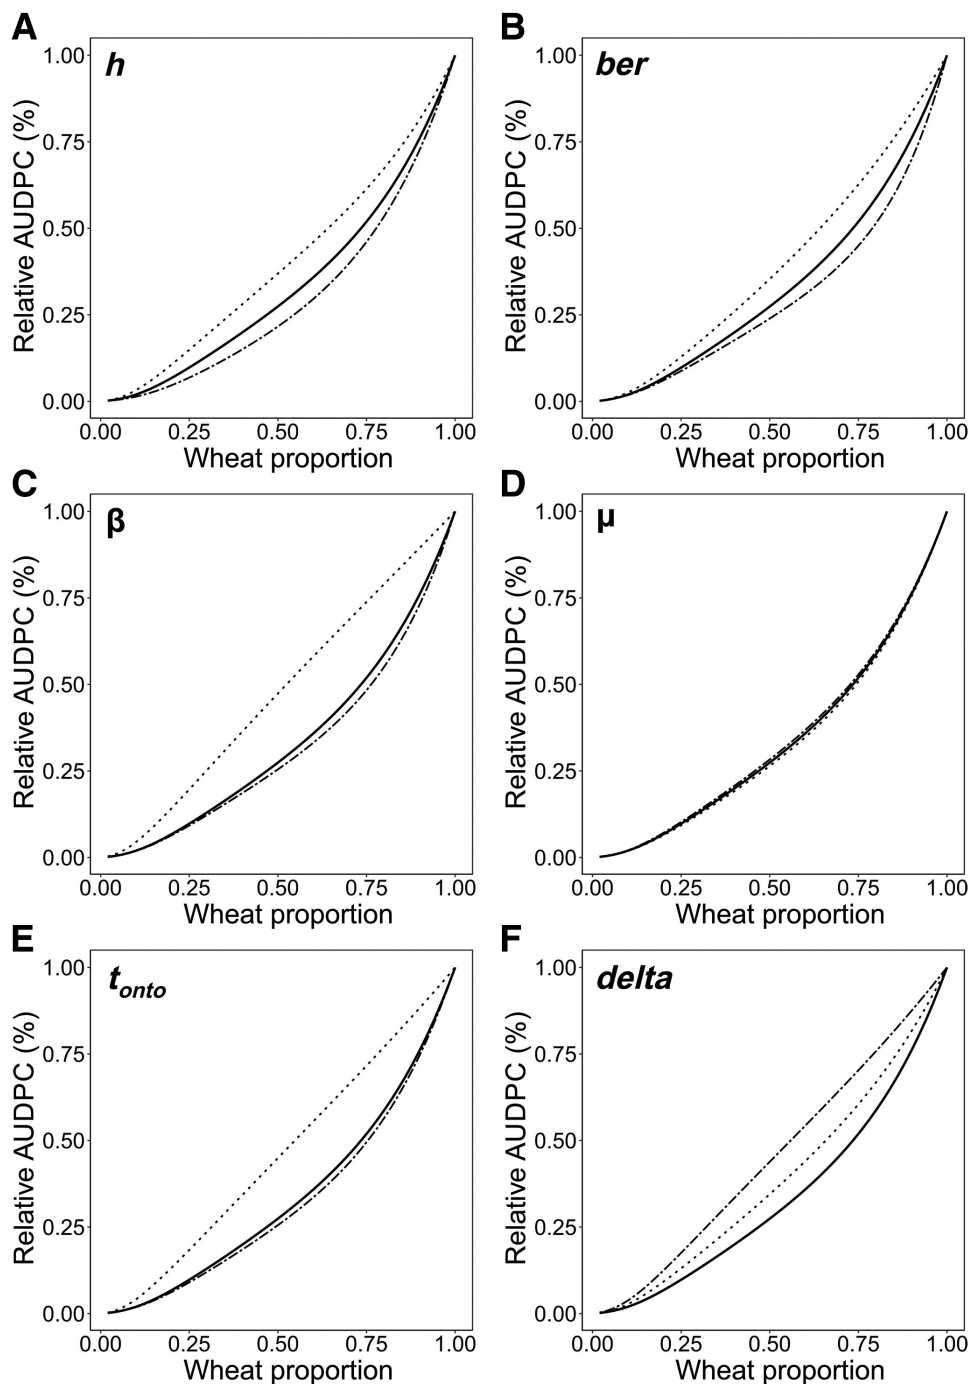 A
h
Relative AUDPC (%)
1.00
0.75
0.50
0.25
0.00
0.00 0.25 0.50 0.75 1.00
Wheat proportion
B
ber
Relative AUDPC (%)
1.00
0.75
0.50
0.25
0.00
0.00 0.25 0.50 0.75 1.00
Wheat proportion
C
β
Relative AUDPC (%)
1.00
0.75
0.50
0.25
0.00
0.00 0.25 0.50 0.75 1.00
Wheat proportion
D
μ
Relative AUDPC (%)
1.00
0.75
0.50
0.25
0.00
0.00 0.25 0.50 0.75 1.00
Wheat proportion
E
tonto
Relative AUDPC (%)
1.00
0.75
0.50
0.25
0.00
0.00 0.25 0.50 0.75 1.00
Wheat proportion
F
delta
Relative AUDPC (%)
1.00
0.75
0.50
0.25
0.00
0.00 0.25 0.50 0.75 1.00
Wheat proportion